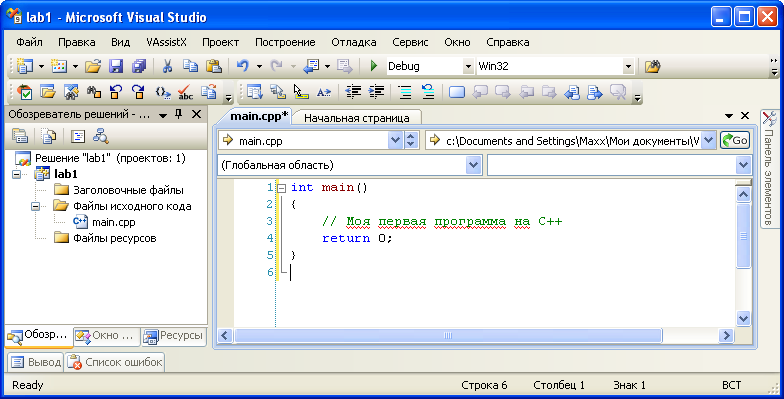 lab1 - Microsoft Visual Studio
Файл Правка Вид VAssistX Проект Построение Отладка Сервис Окно Справка
Debug Win32
abc
Обозреватель решений - ...
Решение "lab1" (проектов: 1)
lab1
Заголовочные файлы
Файлы исходного кода
main.cpp
Файлы ресурсов
Обозр... Окно ... Ресурсы
main.cpp* Начальная страница
main.cpp c:\Documents and Settings\Maxx\Мои документы\V Go
(Глобальная область)
1 int main()
2 {
3 // Моя первая программа на C++
4 return 0;
5 }
6
Панель элементов
Вывод Список ошибок
Ready Строка 6 Столбец 1 Знак 1 ВСТ